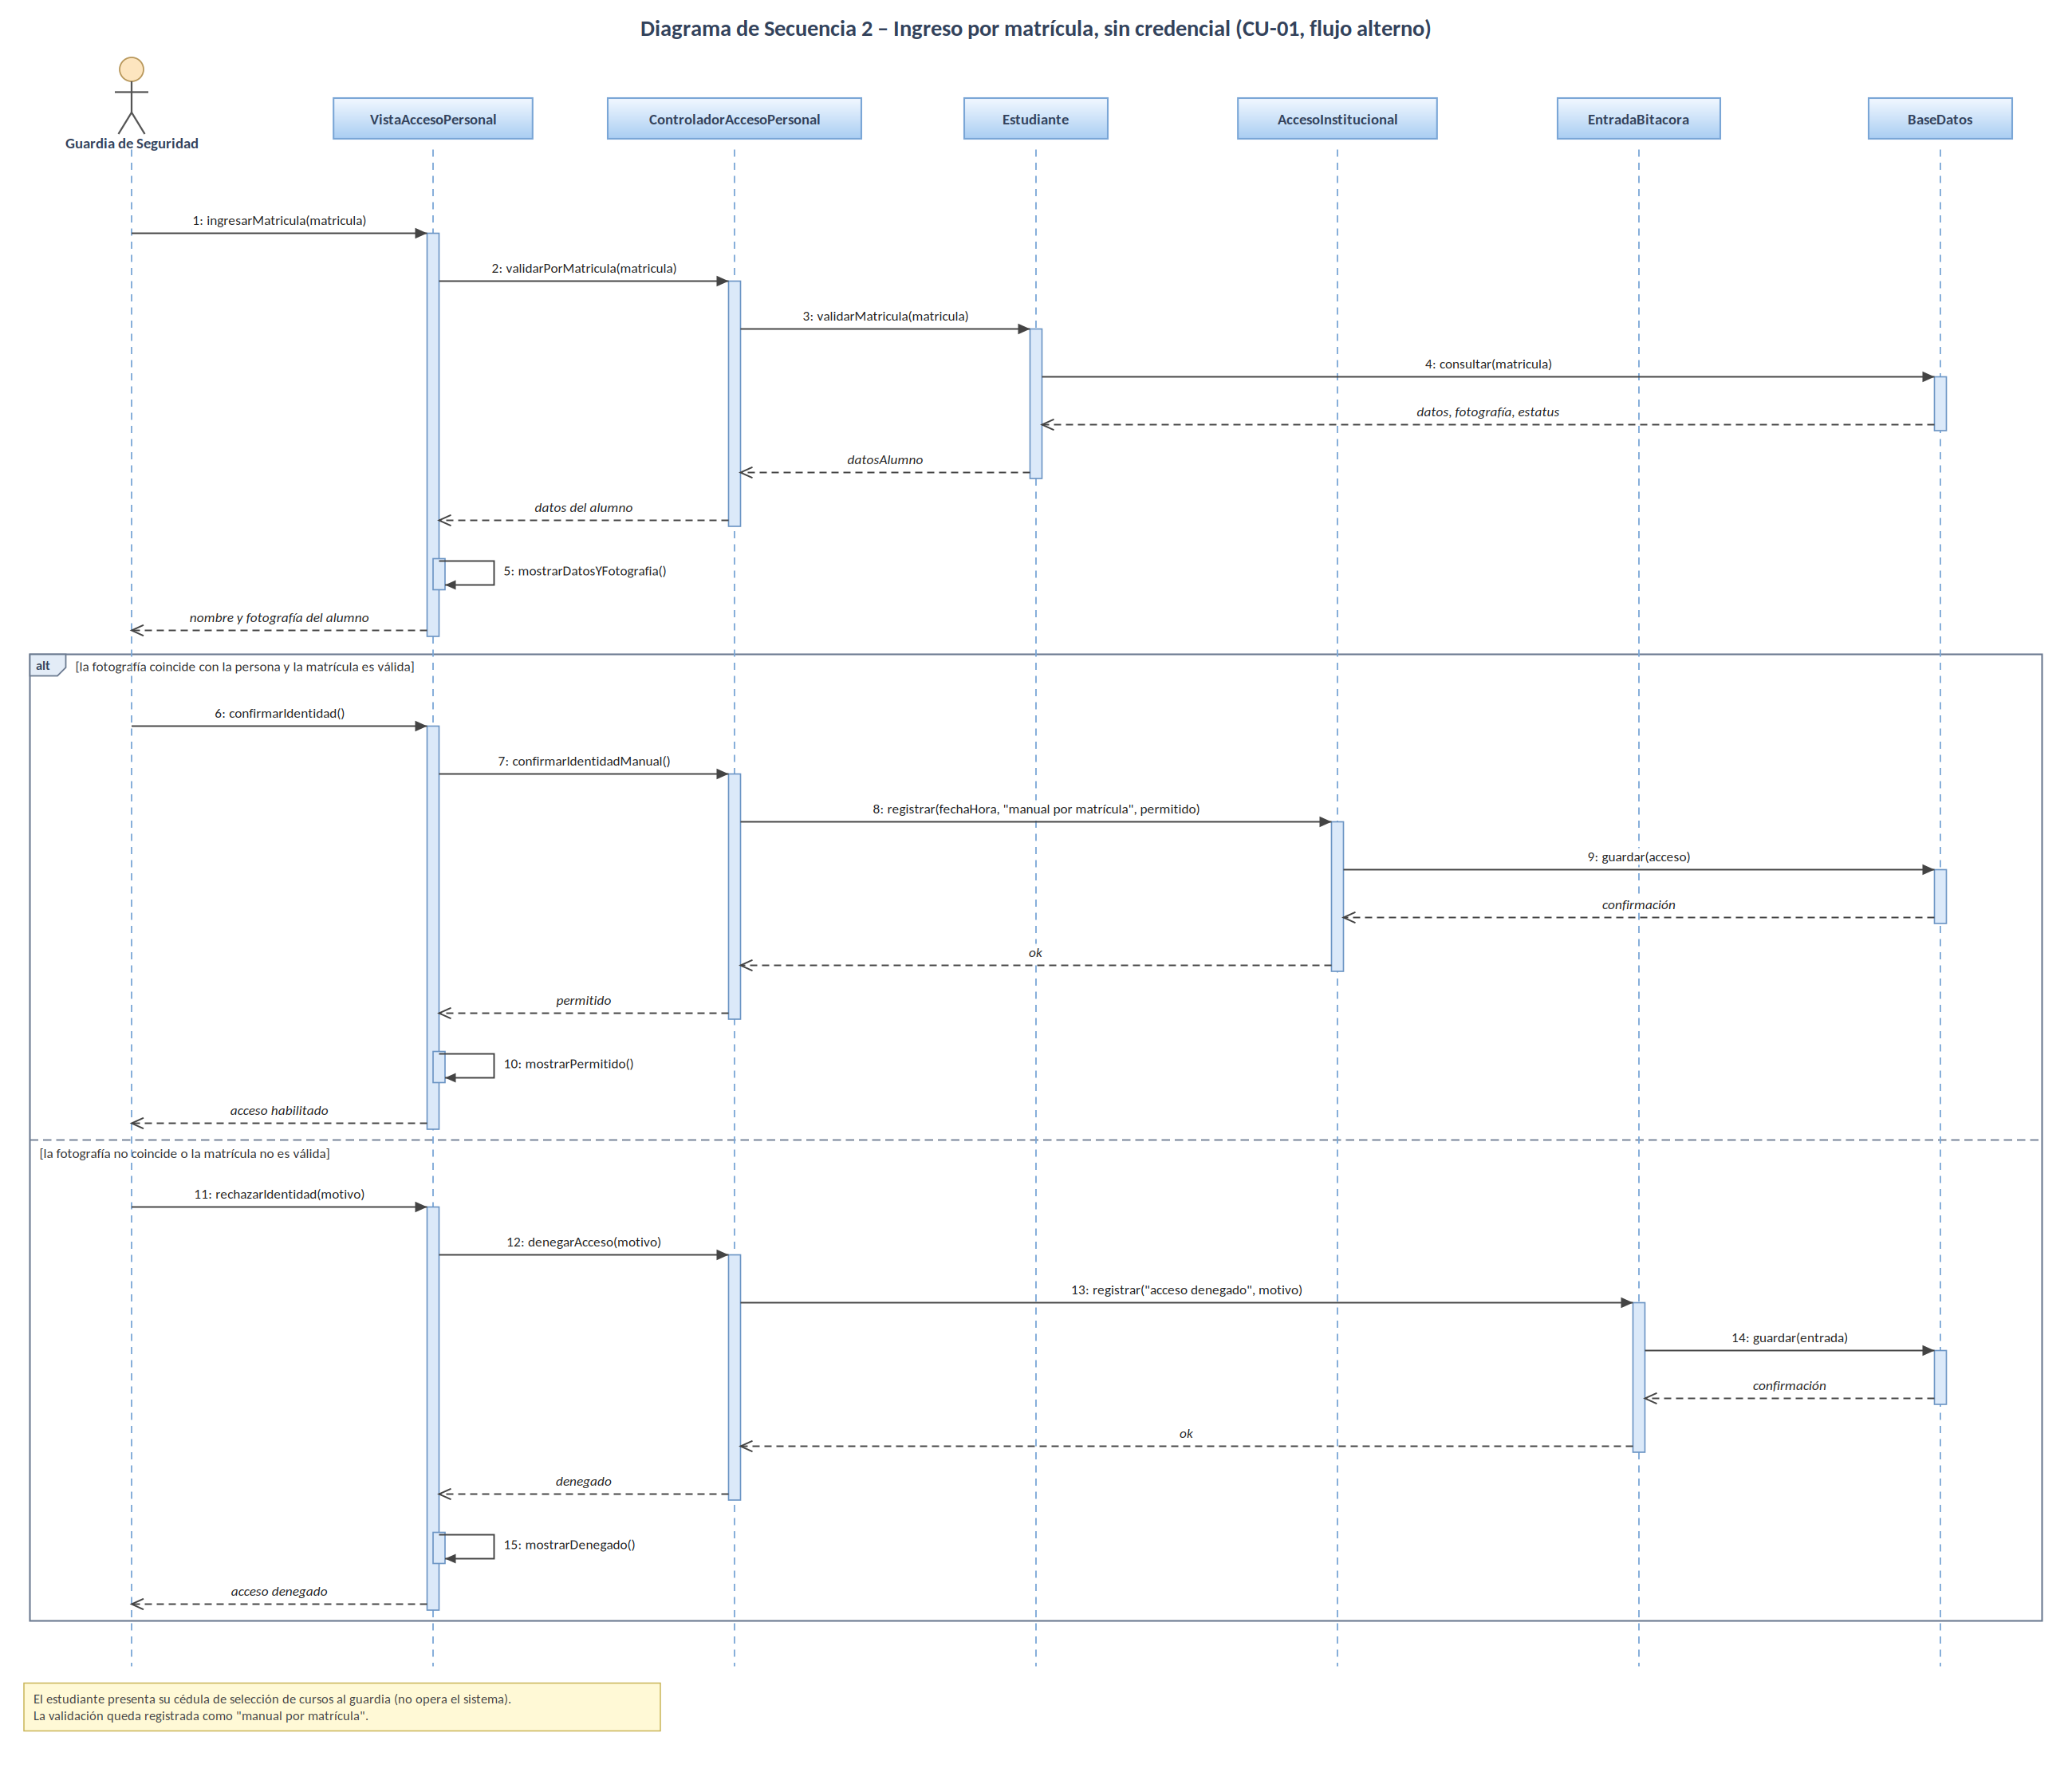 Diagrama de Secuencia 2 – Ingreso por matrícula, sin credencial (CU-01, flujo alterno)
Guardia de Seguridad
VistaAccesoPersonal
ControladorAccesoPersonal
Estudiante
AccesoInstitucional
EntradaBitacora
BaseDatos
1: ingresarMatricula(matricula)
2: validarPorMatricula(matricula)
3: validarMatricula(matricula)
4: consultar(matricula)
datos, fotografía, estatus
datosAlumno
datos del alumno
5: mostrarDatosYFotografia()
nombre y fotografía del alumno
alt
[la fotografía coincide con la persona y la matrícula es válida]
6: confirmarIdentidad()
7: confirmarIdentidadManual()
8: registrar(fechaHora, "manual por matrícula", permitido)
9: guardar(acceso)
confirmación
ok
permitido
10: mostrarPermitido()
acceso habilitado
[la fotografía no coincide o la matrícula no es válida]
11: rechazarIdentidad(motivo)
12: denegarAcceso(motivo)
13: registrar("acceso denegado", motivo)
14: guardar(entrada)
confirmación
ok
denegado
15: mostrarDenegado()
acceso denegado
El estudiante presenta su cédula de selección de cursos al guardia (no opera el sistema).
La validación queda registrada como "manual por matrícula".